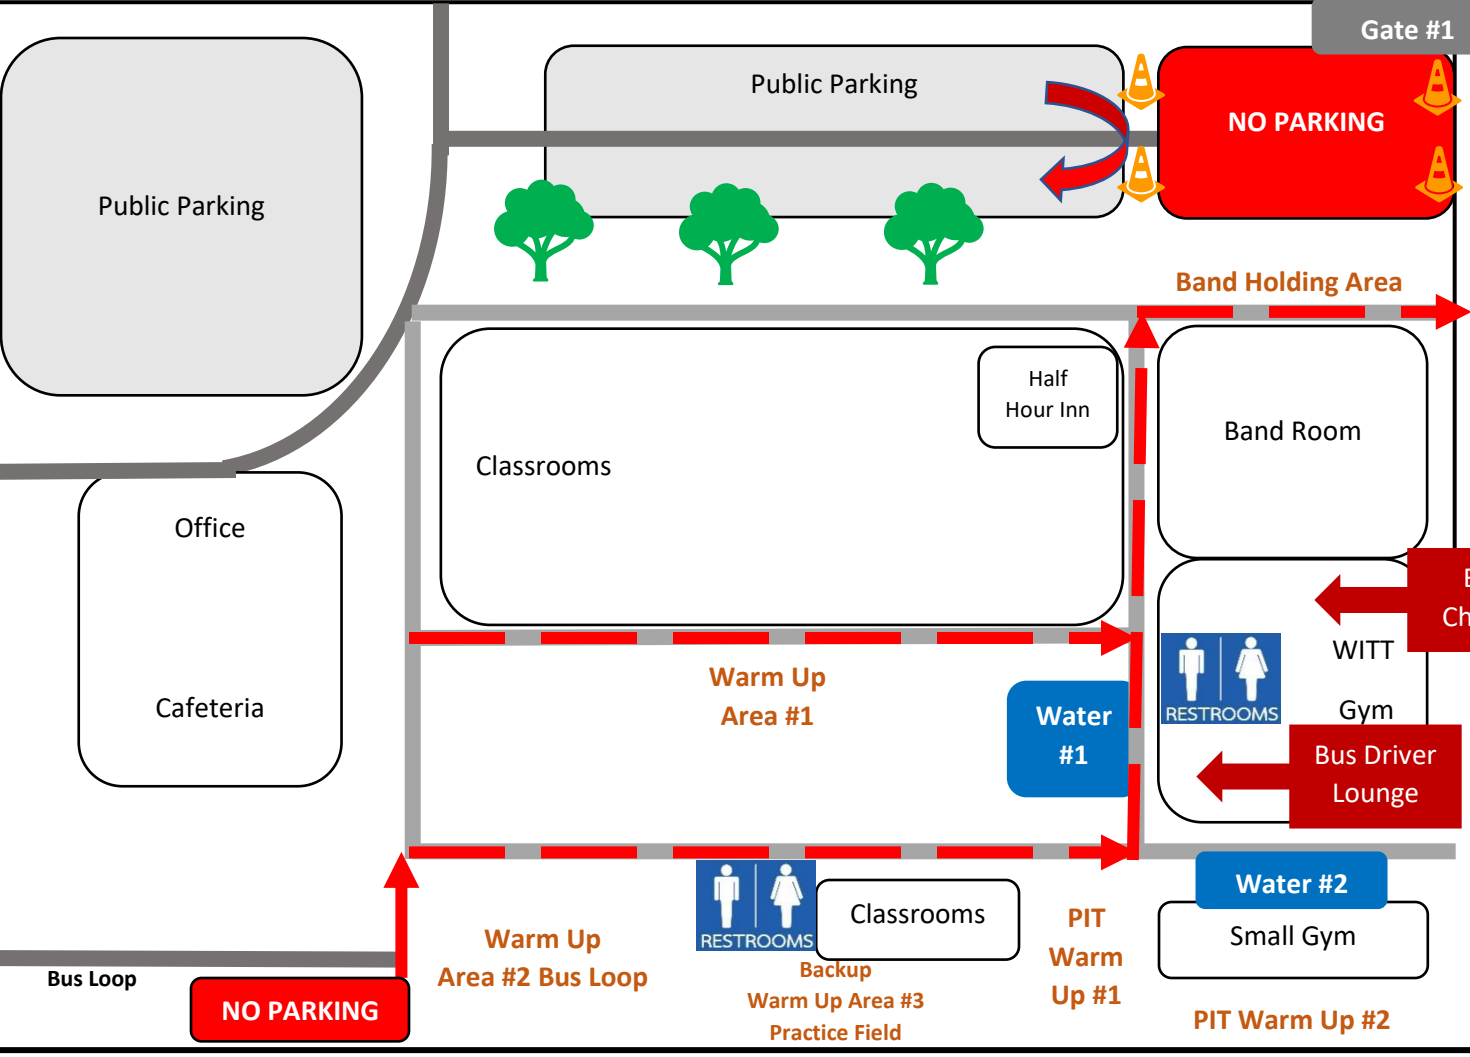 Gate #1
Public Parking
NO PARKING
Public Parking
Band Holding Area
Half
Hour Inn
Band Room
Classrooms
Office
WITT
Gym
RESTROOMS
Warm Up
Area #1
Cafeteria
Water
#1
Bus Driver
Lounge
Water #2
Classrooms
PIT
Warm
Up #1
Small Gym
RESTROOMS
Warm Up
Area #2 Bus Loop
Backup
Warm Up Area #3
Practice Field
Bus Loop
NO PARKING
PIT Warm Up #2